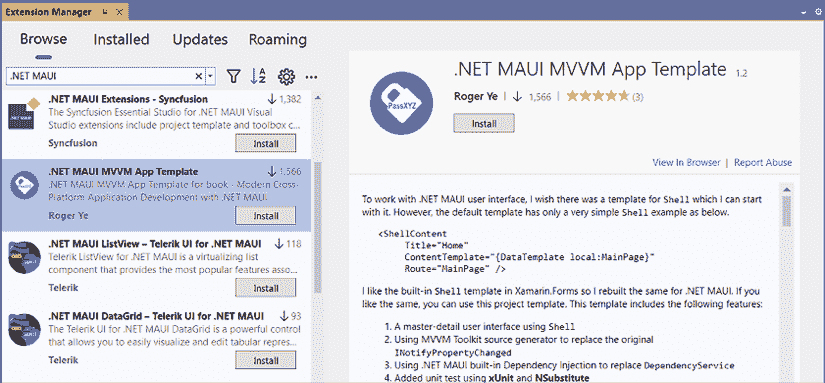 Extension Manager
Browse Installed Updates Roaming
.NET MAUI
.NET MAUI Extensions - Syncfusion 1,382
The Syncfusion Essential Studio for .NET MAUI Visual
Studio extensions include project template and toolbox c...
Syncfusion Install
.NET MAUI MVVM App Template 1,566
.NET MAUI MVVM App Template for book - Modern Cross-
Platform Application Development with .NET MAUI
Roger Ye Install
.NET MAUI ListView – Telerik UI for .NET MAUI 118
Telerik ListView for .NET MAUI is a virtualizing list
component that provides the most popular features asso...
Telerik Install
.NET MAUI DataGrid – Telerik UI for .NET MAUI 93
The Telerik UI for .NET MAUI DataGrid is a powerful control
that allows you to easily visualize and edit tabular repres...
Telerik Install
PassXYZ
.NET MAUI MVVM App Template 1.2
Roger Ye | 1,566 | (3)
Install
View In Browser | Report Abuse
To work with .NET MAUI user interface, I wish there was a template for Shell which I can start
with it. However, the default template has only a very simple Shell example as below.
<ShellContent
Title="Home"
ContentTemplate="{DataTemplate local:MainPage}"
Route="MainPage" />
I like the built-in Shell template in Xamarin.Forms so I rebuilt the same for .NET MAUI. If you
like the same, you can use this project template. This template includes the following features:
1. A master-detail user interface using Shell
2. Using MVVM Toolkit source generator to replace the original
INotifyPropertyChanged
3. Using .NET MAUI built-in Dependency Injection to replace DependencyService
4. Added unit test using xUnit and NSubstitute